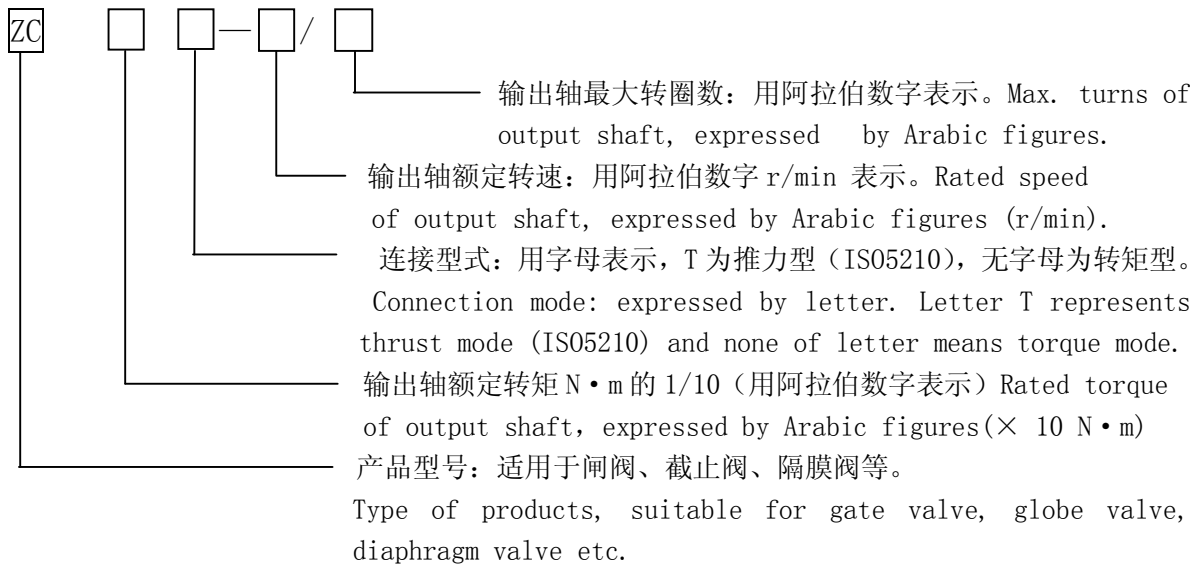 ZC □ □—□/ □
输出轴最大转圈数：用阿拉伯数字表示。Max. turns of
output shaft, expressed by Arabic figures.
输出轴额定转速：用阿拉伯数字 r/min 表示。Rated speed
of output shaft, expressed by Arabic figures (r/min).
连接型式：用字母表示，T 为推力型（ISO5210），无字母为转矩型。
Connection mode: expressed by letter. Letter T represents
thrust mode (ISO5210) and none of letter means torque mode.
输出轴额定转矩 N·m 的 1/10（用阿拉伯数字表示）Rated torque
of output shaft, expressed by Arabic figures(× 10 N·m)
产品型号：适用于闸阀、截止阀、隔膜阀等。
Type of products, suitable for gate valve, globe valve,
diaphragm valve etc.